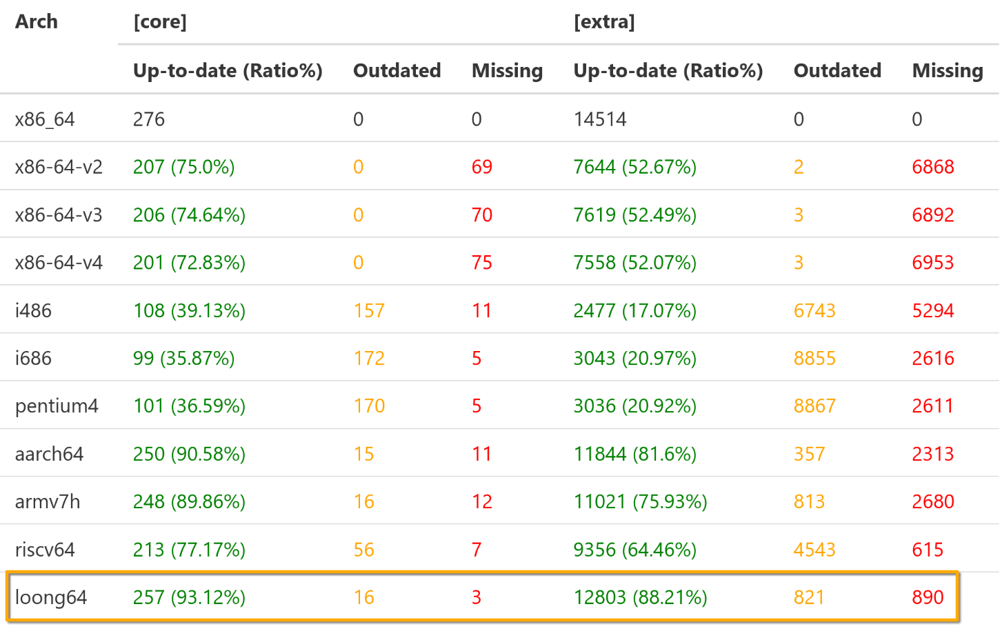 Arch [core] [extra]
Up-to-date (Ratio%) Outdated Missing Up-to-date (Ratio%) Outdated Missing
x86_64 276 0 0 14514 0 0
x86-64-v2 207 (75.0%) 0 69 7644 (52.67%) 2 6868
x86-64-v3 206 (74.64%) 0 70 7619 (52.49%) 3 6892
x86-64-v4 201 (72.83%) 0 75 7558 (52.07%) 3 6953
i486 108 (39.13%) 157 11 2477 (17.07%) 6743 5294
i686 99 (35.87%) 172 5 3043 (20.97%) 8855 2616
pentium4 101 (36.59%) 170 5 3036 (20.92%) 8867 2611
aarch64 250 (90.58%) 15 11 11844 (81.6%) 357 2313
armv7h 248 (89.86%) 16 12 11021 (75.93%) 813 2680
riscv64 213 (77.17%) 56 7 9356 (64.46%) 4543 615
loong64 257 (93.12%) 16 3 12803 (88.21%) 821 890